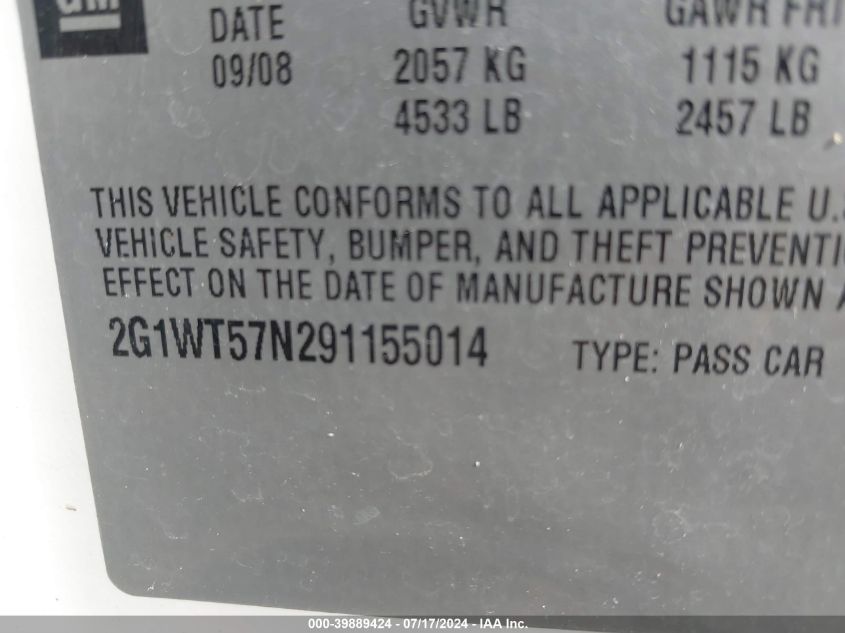 GM
DATE GVWR GAWR FRT
09/08 2057 KG 1115 KG
4533 LB 2457 LB
THIS VEHICLE CONFORMS TO ALL APPLICABLE U.S
VEHICLE SAFETY, BUMPER, AND THEFT PREVENTI
EFFECT ON THE DATE OF MANUFACTURE SHOWN A
2G1WT57N291155014 TYPE: PASS CAR
000-39889424 - 07/17/2024 - IAA Inc.